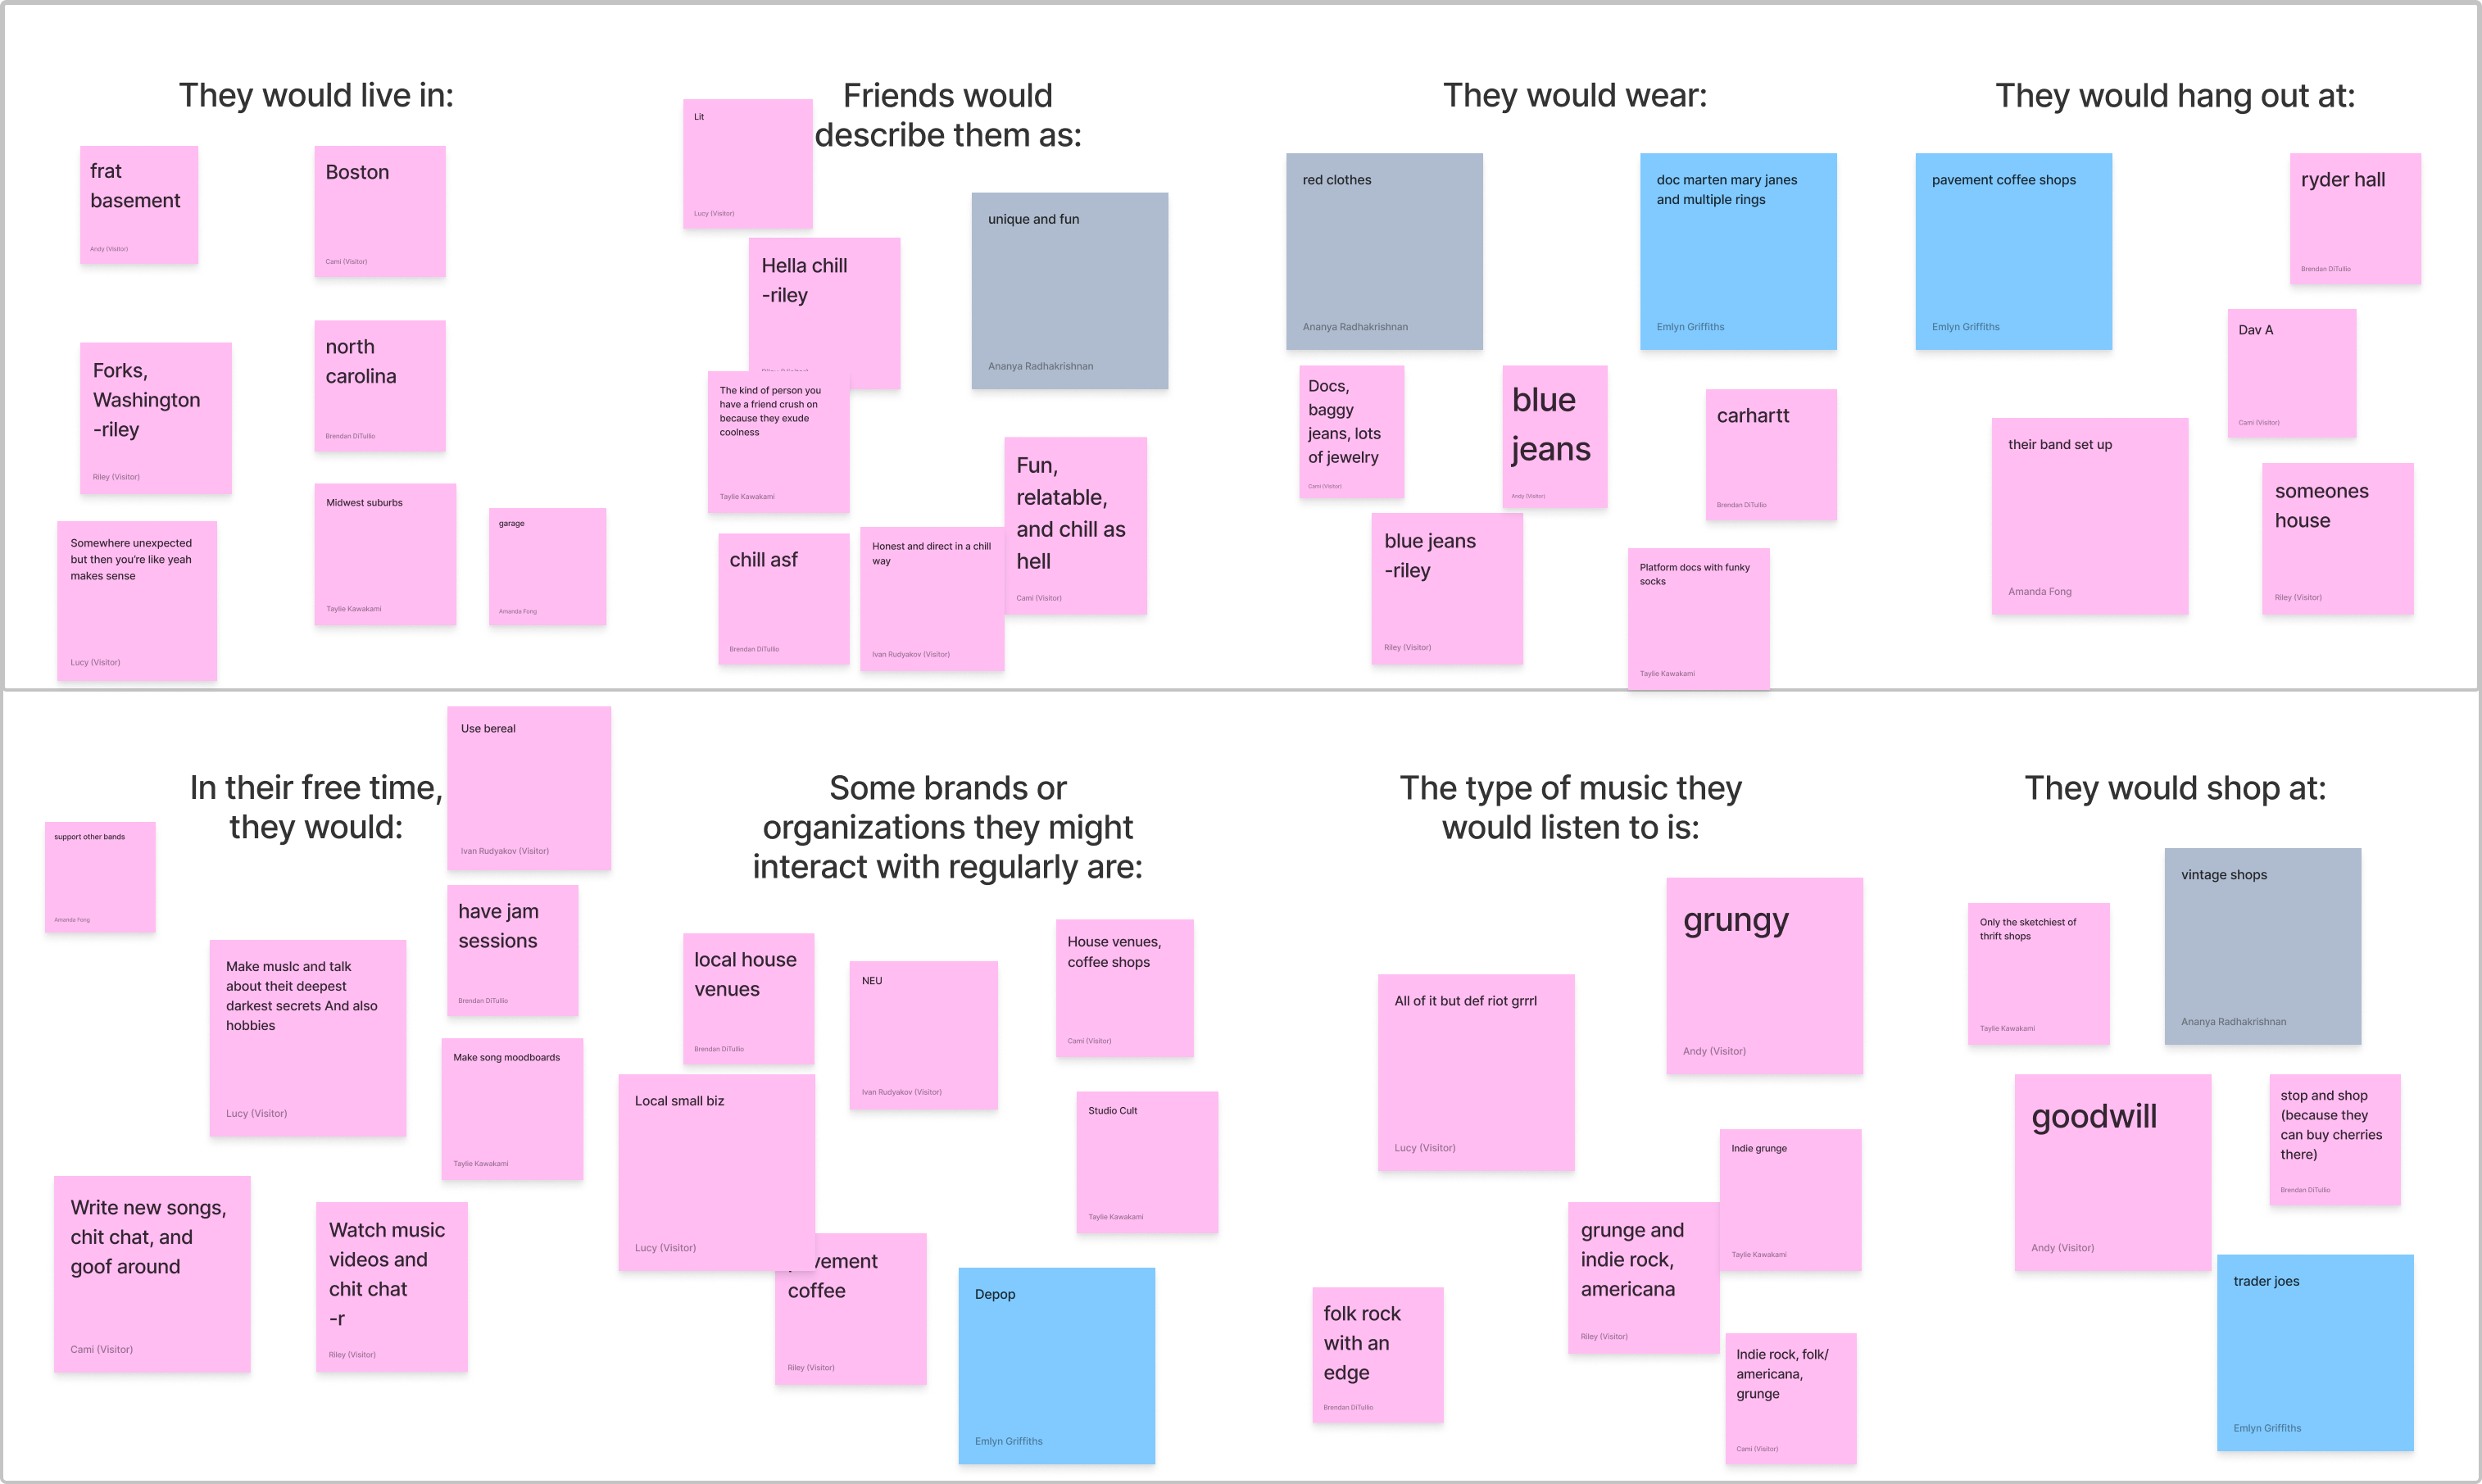 They would live in:
frat
basement
Andy (Visitor)
Boston
Cami (Visitor)
Forks,
Washington
-riley
Riley (Visitor)
north
carolina
Brendan DiTullio
Somewhere unexpected
but then you're like yeah
makes sense
Lucy (Visitor)
Midwest suburbs
Taylie Kawakami
garage
Amanda Fong
Friends would
describe them as:
Lit
Lucy (Visitor)
unique and fun
Ananya Radhakrishnan
Hella chill
-riley
The kind of person you
have a friend crush on
because they exude
coolness
Taylie Kawakami
Fun,
relatable,
and chill as
hell
Cami (Visitor)
chill asf
Brendan DiTullio
Honest and direct in a chill
way
Ivan Rudyakov (Visitor)
They would wear:
red clothes
Ananya Radhakrishnan
doc marten mary janes
and multiple rings
Emlyn Griffiths
Docs,
baggy
jeans, lots
of jewelry
Cami (Visitor)
blue
jeans
Andy (Visitor)
carhartt
Brendan DiTullio
blue jeans
-riley
Riley (Visitor)
Platform docs with funky
socks
Taylie Kawakami
They would hang out at:
pavement coffee shops
Emlyn Griffiths
ryder hall
Brendan DiTullio
Dav A
Cami (Visitor)
their band set up
Amanda Fong
someones
house
Riley (Visitor)
In their free time,
they would:
Use bereal
Ivan Rudyakov (Visitor)
support other bands
Amanda Fong
have jam
sessions
Brendan DiTullio
Make musIc and talk
about theit deepest
darkest secrets And also
hobbies
Lucy (Visitor)
Make song moodboards
Taylie Kawakami
Write new songs,
chit chat, and
goof around
Cami (Visitor)
Watch music
videos and
chit chat
-r
Riley (Visitor)
Some brands or
organizations they might
interact with regularly are:
local house
venues
Brendan DiTullio
NEU
Ivan Rudyakov (Visitor)
House venues,
coffee shops
Cami (Visitor)
Local small biz
Lucy (Visitor)
Studio Cult
Taylie Kawakami
coffee
Riley (Visitor)
Depop
Emlyn Griffiths
The type of music they
would listen to is:
grungy
Andy (Visitor)
All of it but def riot grrrl
Lucy (Visitor)
Indie grunge
Taylie Kawakami
grunge and
indie rock,
americana
Riley (Visitor)
folk rock
with an
edge
Brendan DiTullio
Indie rock, folk/
americana,
grunge
Cami (Visitor)
They would shop at:
vintage shops
Ananya Radhakrishnan
Only the sketchiest of
thrift shops
Taylie Kawakami
goodwill
Andy (Visitor)
stop and shop
(because they
can buy cherries
there)
Brendan DiTullio
trader joes
Emlyn Griffiths